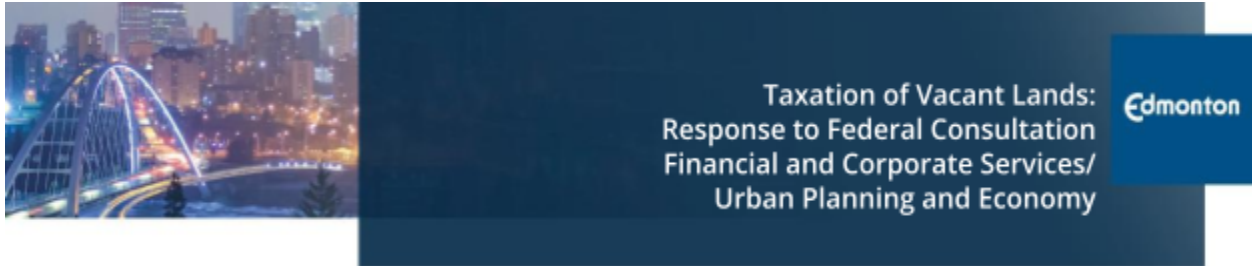 Taxation of Vacant Lands:
Response to Federal Consultation
Financial and Corporate Services/
Urban Planning and Economy
Edmonton